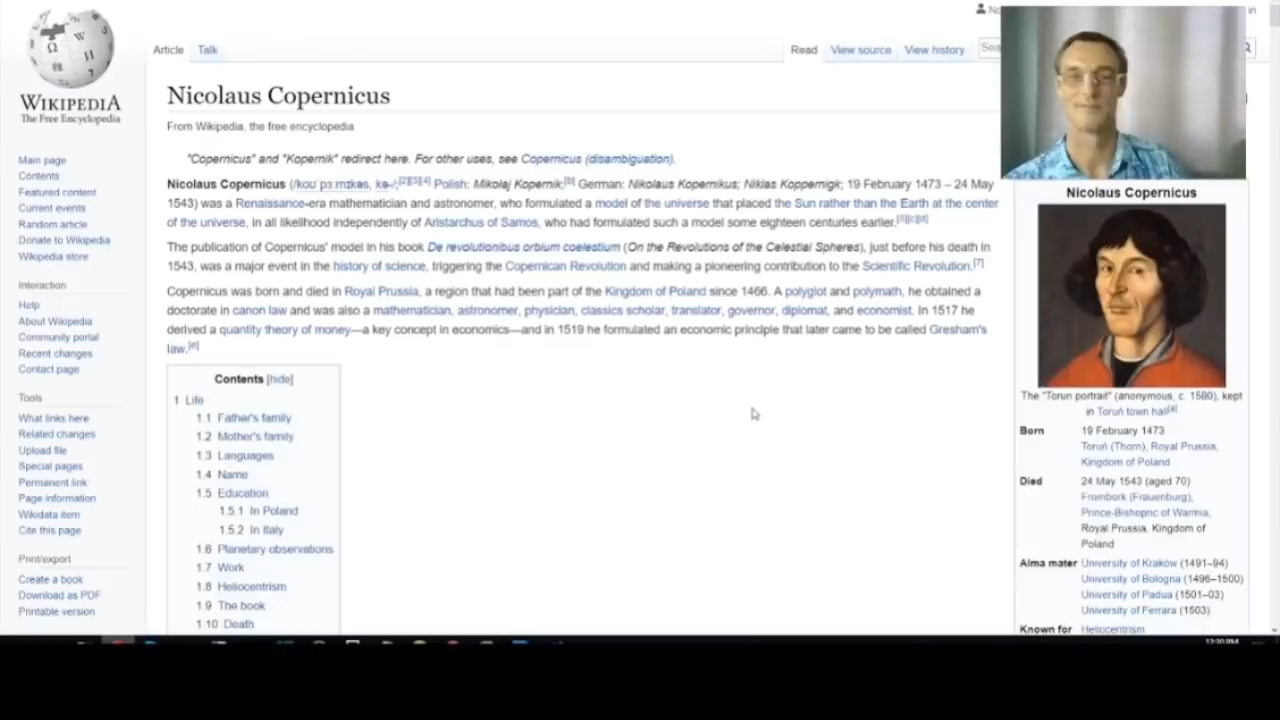 WIKIPEDIA
The Free Encyclopedia
Main page
Contents
Featured content
Current events
Random article
Donate to Wikipedia
Wikipedia store
Interaction
Help
About Wikipedia
Community portal
Recent changes
Contact page
Tools
What links here
Related changes
Upload file
Special pages
Permanent link
Page information
Wikidata item
Cite this page
Print/export
Create a book
Download as PDF
Printable version
Article Talk
Read View source View history
Nicolaus Copernicus
From Wikipedia, the free encyclopedia
"Copernicus" and "Kopernik" redirect here. For other uses, see Copernicus (disambiguation).
Nicolaus Copernicus [2][3][4] Polish: Mikołaj Kopernik;[b] German: Nikolaus Kopernikus; Niklas Koppernigk; 19 February 1473 – 24 May
1543) was a Renaissance-era mathematician and astronomer, who formulated a model of the universe that placed the Sun rather than the Earth at the center
of the universe, in all likelihood independently of Aristarchus of Samos, who had formulated such a model some eighteen centuries earlier.[5][c][d]
The publication of Copernicus' model in his book De revolutionibus orbium coelestium (On the Revolutions of the Celestial Spheres), just before his death in
1543, was a major event in the history of science, triggering the Copernican Revolution and making a pioneering contribution to the Scientific Revolution.[7]
Copernicus was born and died in Royal Prussia, a region that had been part of the Kingdom of Poland since 1466. A polyglot and polymath, he obtained a
doctorate in canon law and was also a mathematician, astronomer, physician, classics scholar, translator, governor, diplomat, and economist. In 1517 he
derived a quantity theory of money—a key concept in economics—and in 1519 he formulated an economic principle that later came to be called Gresham's
law.[e]
Contents [hide]
1 Life
1.1 Father's family
1.2 Mother's family
1.3 Languages
1.4 Name
1.5 Education
1.5.1 In Poland
1.5.2 In Italy
1.6 Planetary observations
1.7 Work
1.8 Heliocentrism
1.9 The book
1.10 Death
Nicolaus Copernicus
The "Toruń portrait" (anonymous, c. 1580), kept
in Toruń town hall[a]
Born 19 February 1473
Toruń (Thorn), Royal Prussia,
Kingdom of Poland
Died 24 May 1543 (aged 70)
Frombork (Frauenburg),
Prince-Bishopric of Warmia,
Royal Prussia, Kingdom of
Poland
Alma mater University of Kraków (1491–94)
University of Bologna (1496–1500)
University of Padua (1501–03)
University of Ferrara (1503)
Known for Heliocentrism